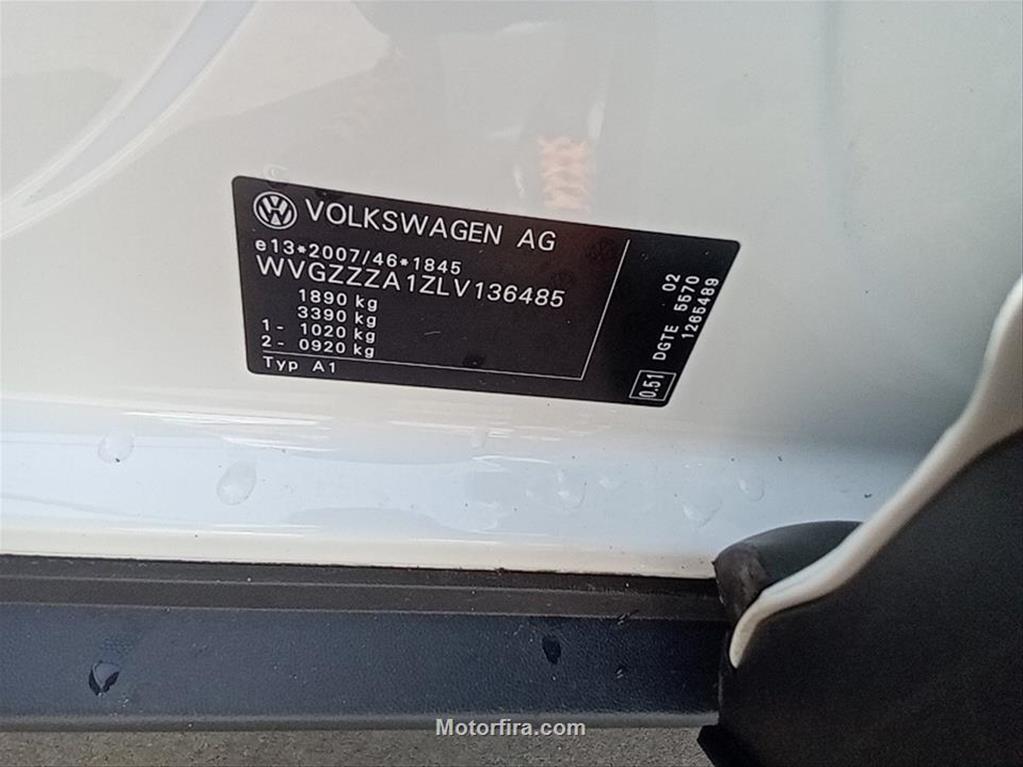 VOLKSWAGEN AG
e13*2007/46*1845
WVGZZZA1ZLV136485
1890 kg
3390 kg
1- 1020 kg
2- 0920 kg
Typ A1
02
DGTE 5570
1265489
0.51
Motorfira.com